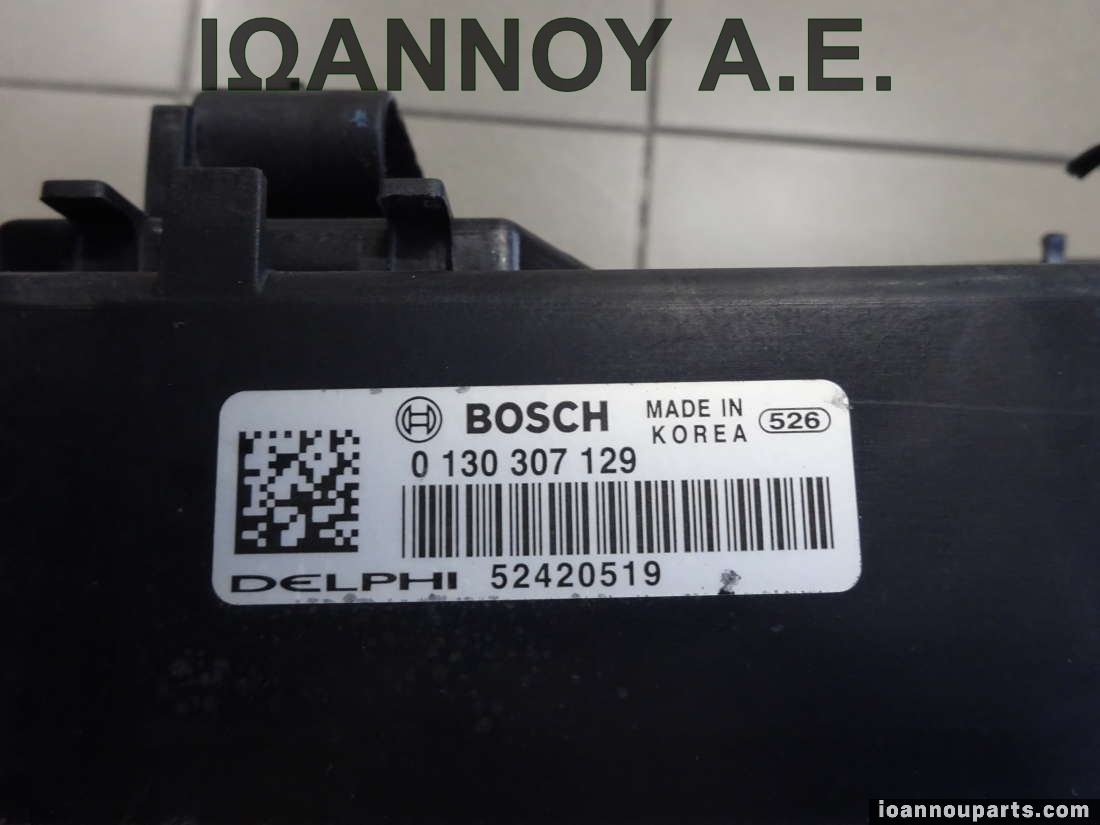 ΙΩΑΝΝΟΥ Α.Ε.
BOSCH
MADE IN KOREA
526
0 130 307 129
DELPHI 52420519
ioannouparts.com